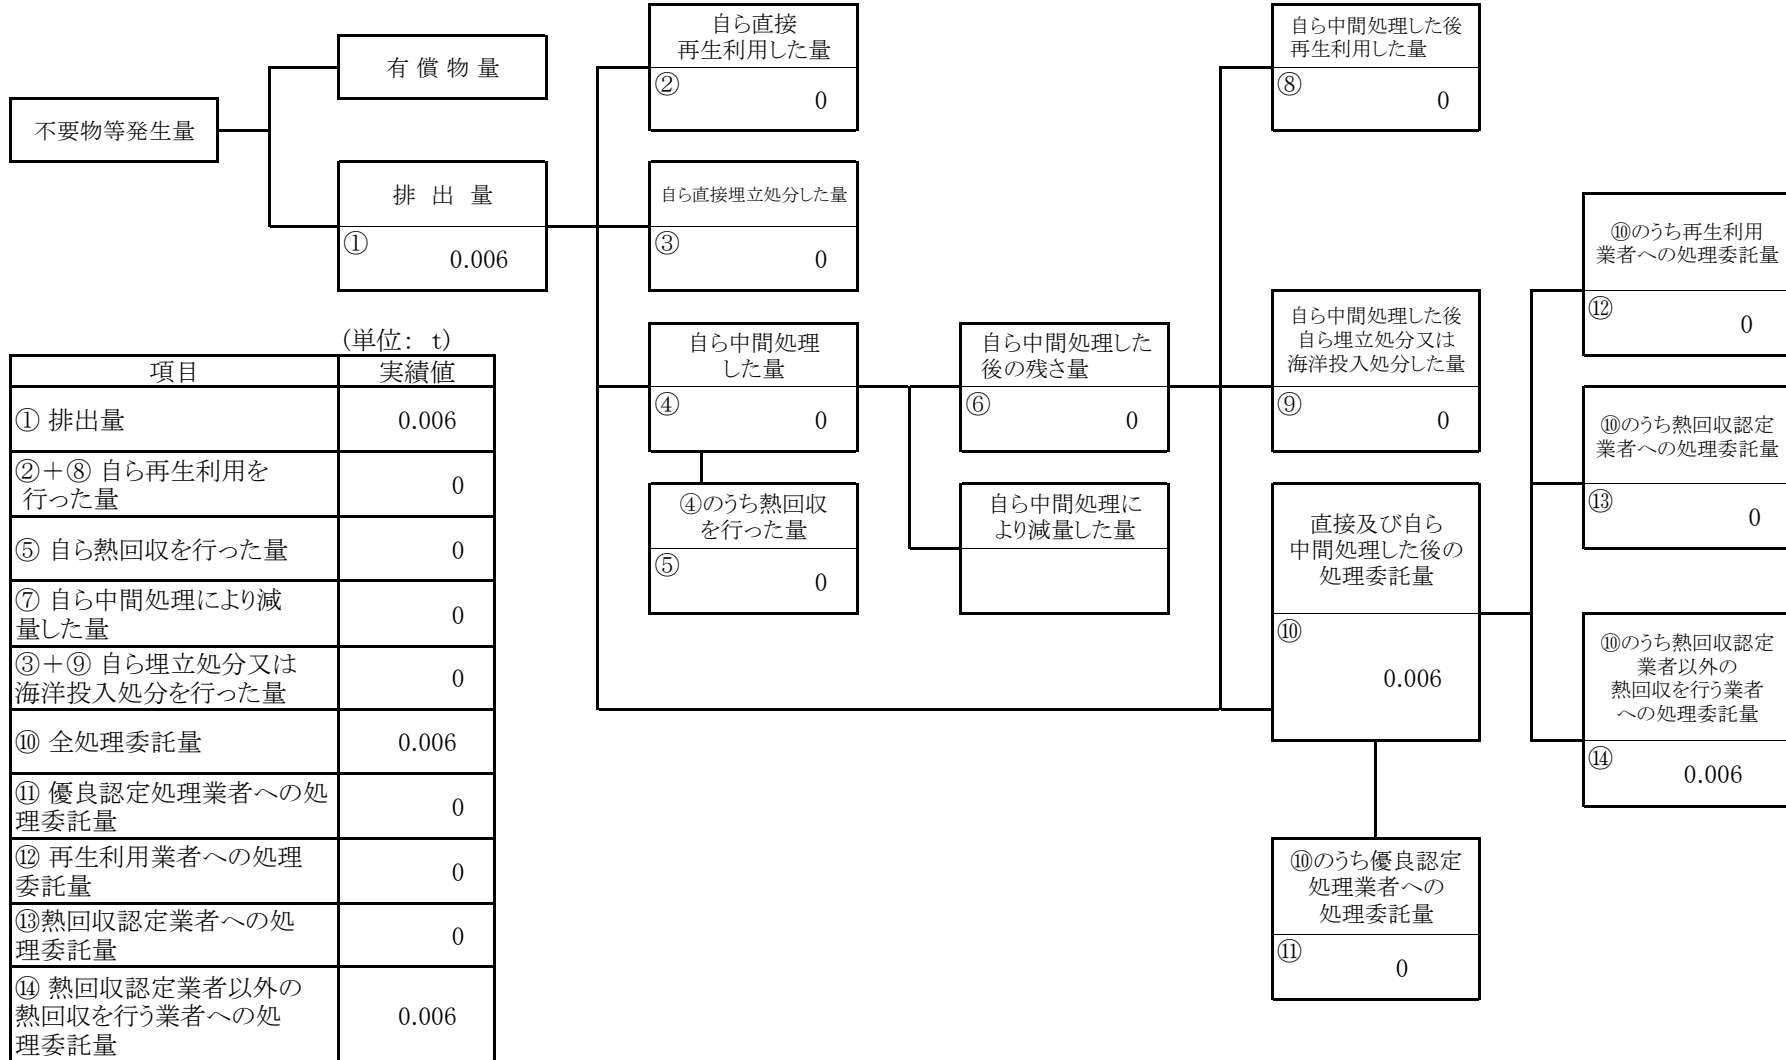 不要物等発生量
有 償 物 量
排 出 量
①
0.006
自ら直接
再生利用した量
②
0
自ら直接埋立処分した量
③
0
自ら中間処理
した量
④
0
④のうち熱回収
を行った量
⑤
0
自ら中間処理した
後の残さ量
⑥
0
自ら中間処理に
より減量した量
自ら中間処理した後
再生利用した量
⑧
0
自ら中間処理した後
自ら埋立処分又は
海洋投入処分した量
⑨
0
直接及び自ら
中間処理した後の
処理委託量
⑩
0.006
⑩のうち優良認定
処理業者への
処理委託量
⑪
0
⑩のうち再生利用
業者への処理委託量
⑫
0
⑩のうち熱回収認定
業者への処理委託量
⑬
0
⑩のうち熱回収認定
業者以外の
熱回収を行う業者
への処理委託量
⑭
0.006
(単位: t)
項目 実績値
① 排出量 0.006
②+⑧ 自ら再生利用を
行った量 0
⑤ 自ら熱回収を行った量 0
⑦ 自ら中間処理により減
量した量 0
③+⑨ 自ら埋立処分又は
海洋投入処分を行った量 0
⑩ 全処理委託量 0.006
⑪ 優良認定処理業者への処
理委託量 0
⑫ 再生利用業者への処理
委託量 0
⑬熱回収認定業者への処
理委託量 0
⑭ 熱回収認定業者以外の
熱回収を行う業者への処
理委託量 0.006